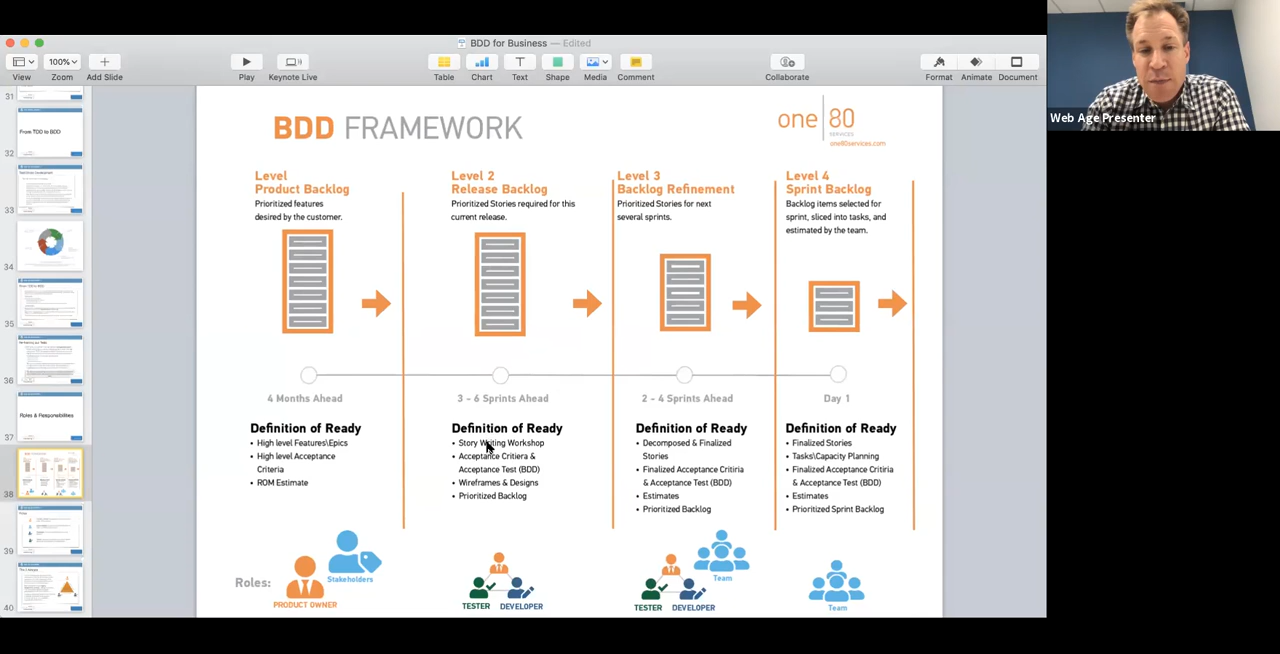 BDD for Business — Edited
View
100%
Zoom
Add Slide
Play
Keynote Live
Table
Chart
Text
Shape
Media
Comment
Collaborate
Format
Animate
Document
Web Age Presenter
31
From TDD to BDD
32
33
34
35
36
Roles & Responsibilities
37
38
39
40
BDD FRAMEWORK
one 80
SERVICES
one80services.com
Level
Product Backlog
Prioritized features
desired by the customer.
Level 2
Release Backlog
Prioritized Stories required for this
current release.
Level 3
Backlog Refinement
Prioritized Stories for next
several sprints.
Level 4
Sprint Backlog
Backlog items selected for
sprint, sliced into tasks, and
estimated by the team.
4 Months Ahead
3 - 6 Sprints Ahead
2 - 4 Sprints Ahead
Day 1
Definition of Ready
• High level Features\Epics
• High level Acceptance
Criteria
• ROM Estimate
Definition of Ready
• Story Writing Workshop
• Acceptance Critiera &
Acceptance Test (BDD)
• Wireframes & Designs
• Prioritized Backlog
Definition of Ready
• Decomposed & Finalized
Stories
• Finalized Acceptance Critiria
& Acceptance Test (BDD)
• Estimates
• Prioritized Backlog
Definition of Ready
• Finalized Stories
• Tasks\Capacity Planning
• Finalized Acceptance Critiria
& Acceptance Test (BDD)
• Estimates
• Prioritized Sprint Backlog
Roles:
PRODUCT OWNER
Stakeholders
TESTER
DEVELOPER
TESTER
DEVELOPER
Team
Team